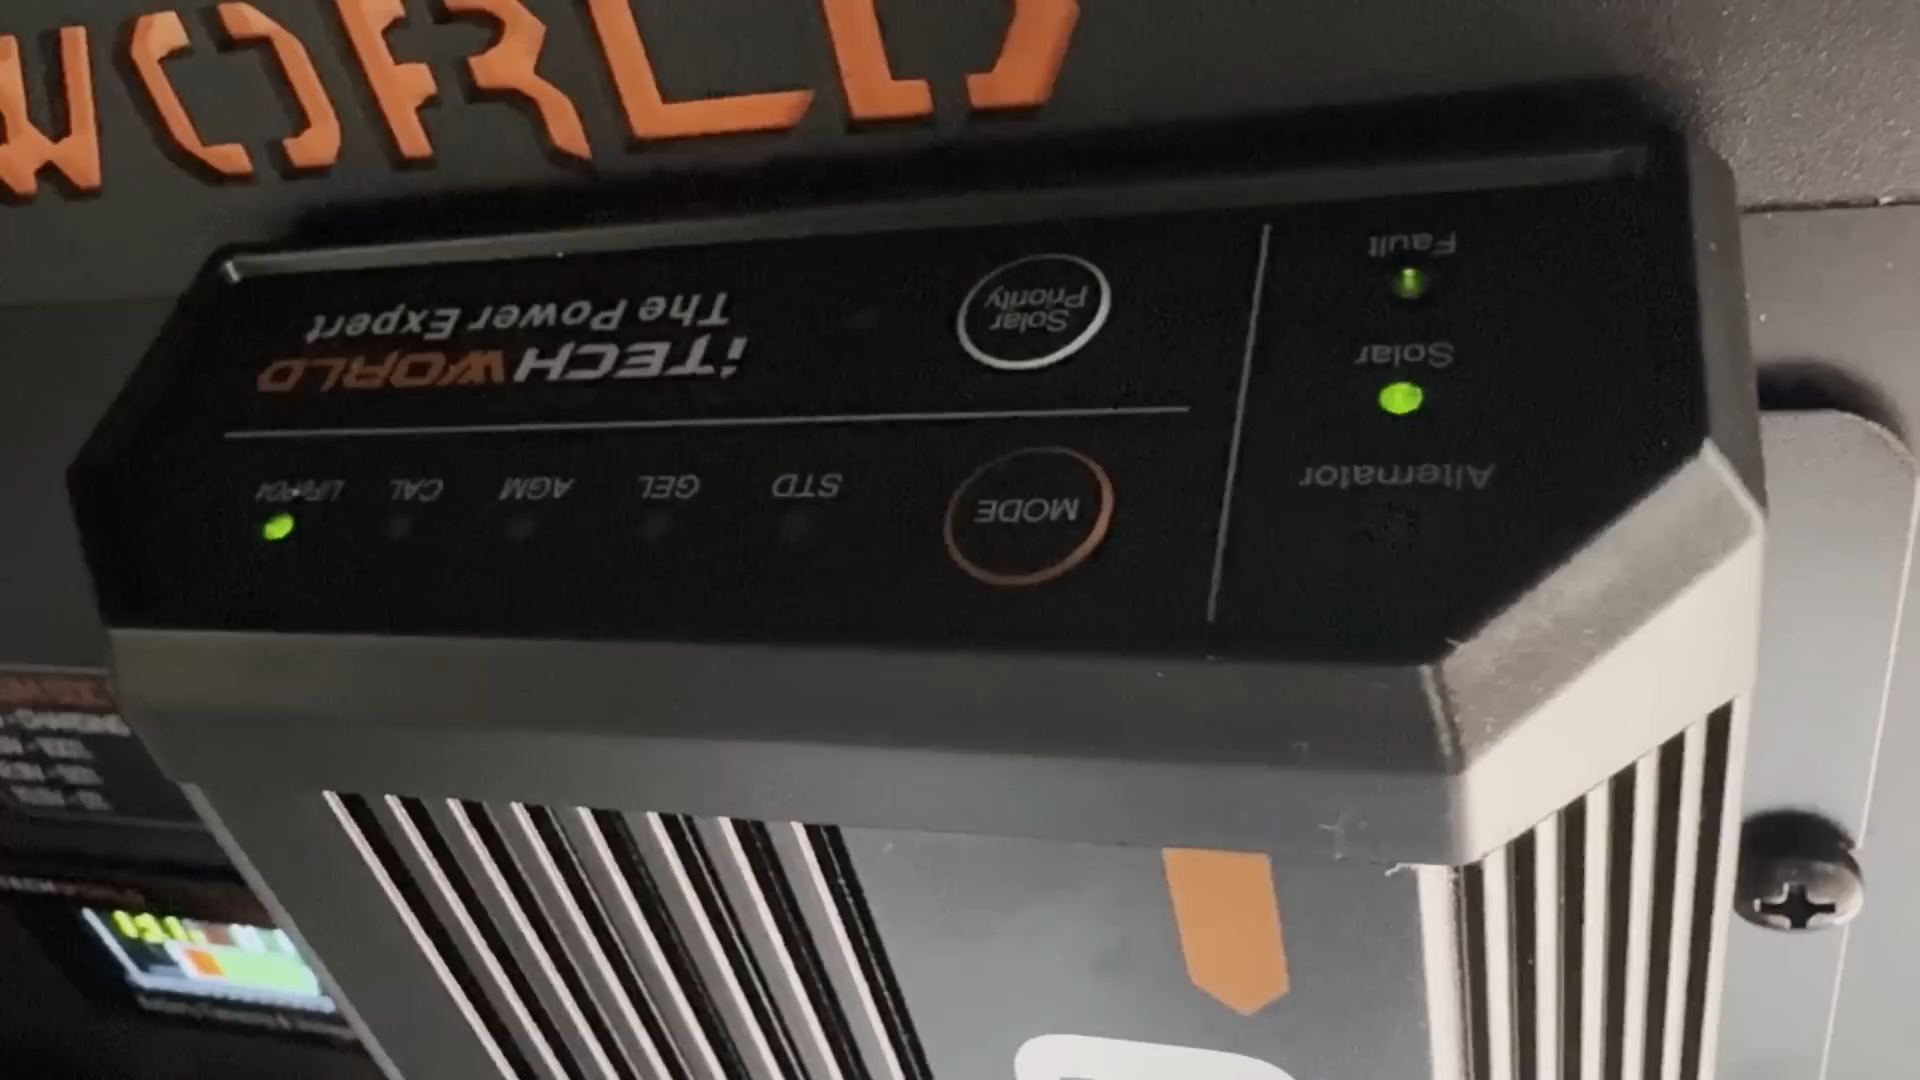 WORLD
Fault
Solar
Alternator
Solar
Priority
MODE
iTECHWORLD
The Power Expert
STD
GEL
AGM
CAL
LiFePO4